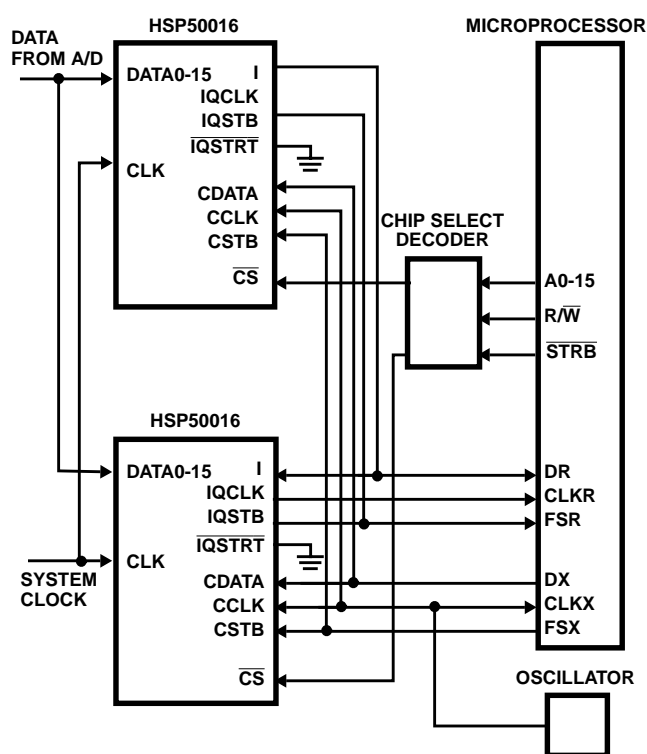 HSP50016
MICROPROCESSOR
DATA
FROM A/D
DATA0-15
I
IQCLK
IQSTB
IQSTRT
CLK
CDATA
CCLK
CSTB
CS
CHIP SELECT
DECODER
A0-15
R/W
STRB
HSP50016
DATA0-15
I
IQCLK
IQSTB
IQSTRT
CLK
SYSTEM
CLOCK
CDATA
CCLK
CSTB
CS
DR
CLKR
FSR
DX
CLKX
FSX
OSCILLATOR